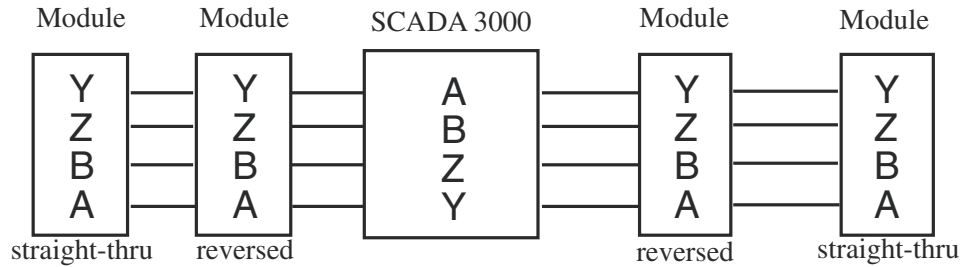 Module
Module
SCADA 3000
Module
Module
Y
Z
B
A
Y
Z
B
A
A
B
Z
Y
Y
Z
B
A
Y
Z
B
A
straight-thru
reversed
reversed
straight-thru